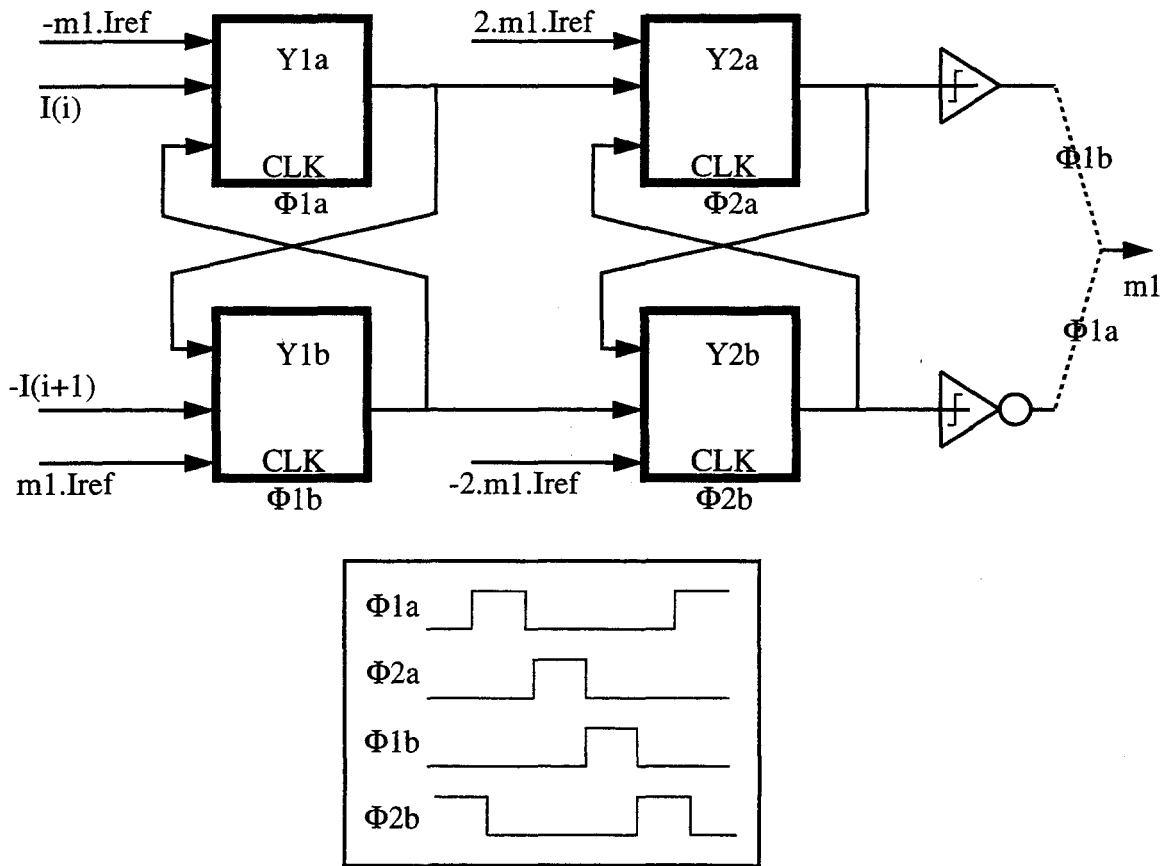 -m1.Iref
2.m1.Iref
Y1a
Y2a
I(i)
CLK
CLK
Φ1a
Φ2a
Φ1b
m1
Φ1a
Y1b
Y2b
-I(i+1)
CLK
CLK
m1.Iref
-2.m1.Iref
Φ1b
Φ2b
Φ1a
Φ2a
Φ1b
Φ2b